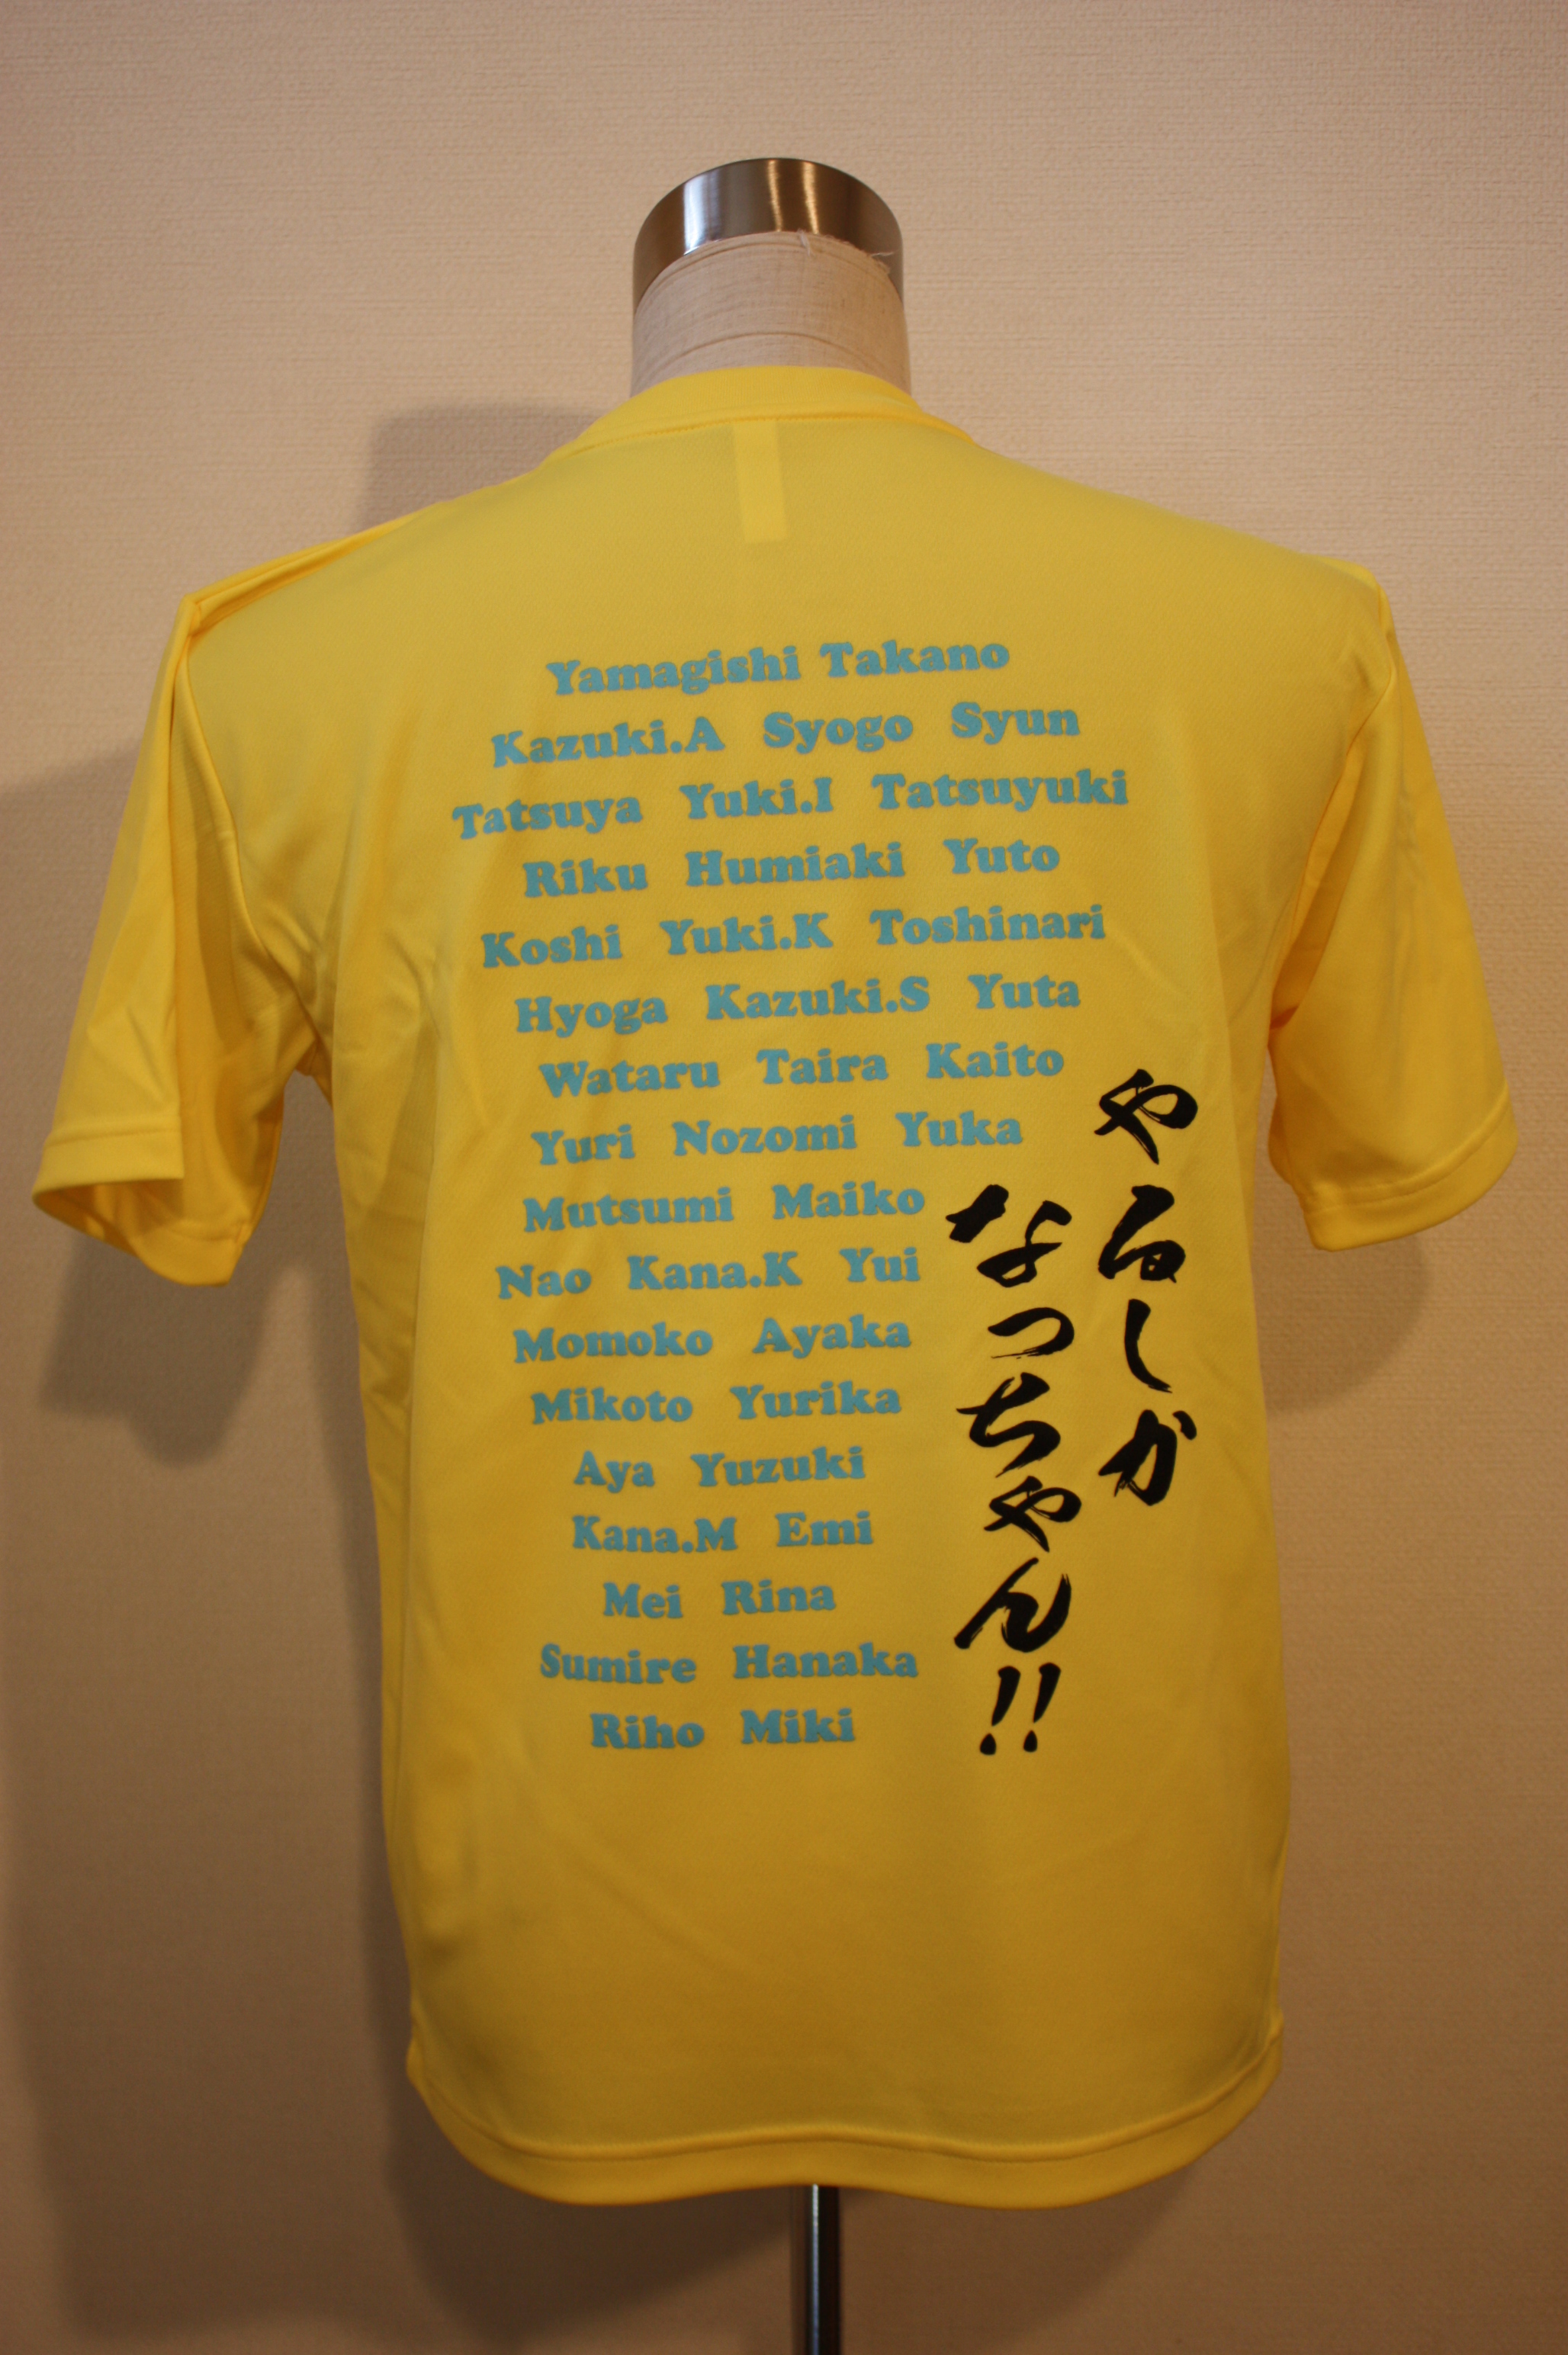 Yamagishi Takano
Kazuki.A Syogo Syun
Tatsuya Yuki.I Tatsuyuki
Riku Humiaki Yuto
Koshi Yuki.K Toshinari
Hyoga Kazuki.S Yuta
Wataru Taira Kaito
Yuri Nozomi Yuka
Mutsumi Maiko
Nao Kana.K Yui
Momoko Ayaka
Mikoto Yurika
Aya Yuzuki
Kana.M Emi
Mei Rina
Sumire Hanaka
Riho Miki
やるしか
なっちゃん!!